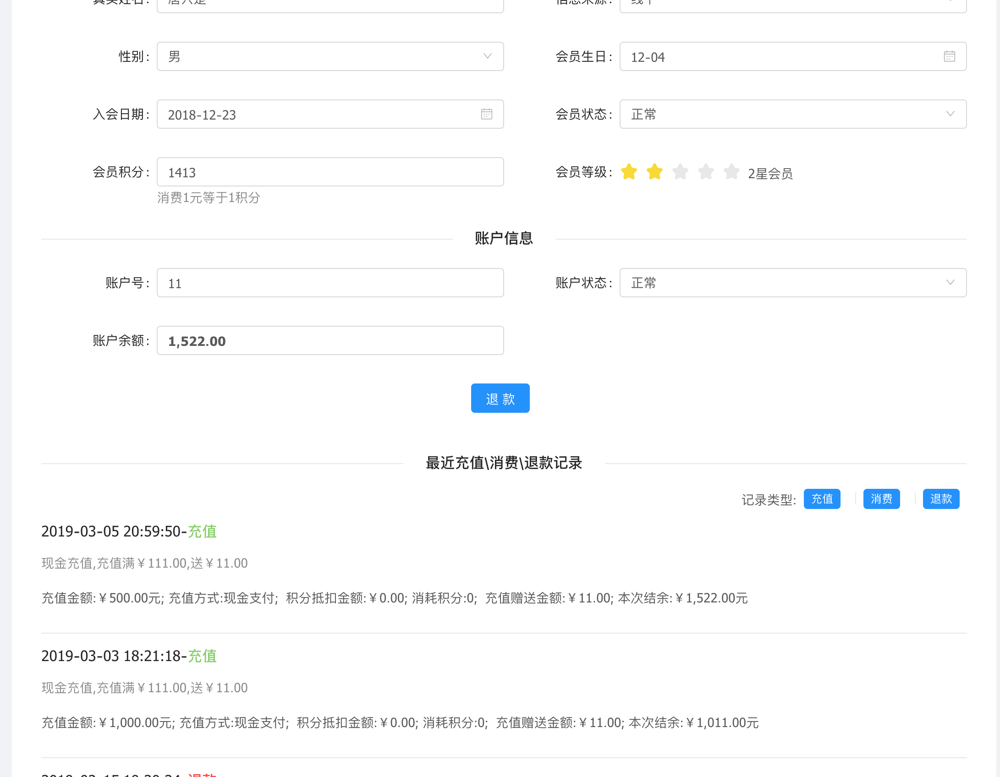 真实姓名:
信息来源:
性别: 男
会员生日: 12-04
入会日期: 2018-12-23
会员状态: 正常
会员积分: 1413
会员等级: 2星会员
消费1元等于1积分
账户信息
账户号: 11
账户状态: 正常
账户余额: 1,522.00
退 款
最近充值\消费\退款记录
记录类型: 充值 消费 退款
2019-03-05 20:59:50-充值
现金充值,充值满￥111.00,送￥11.00
充值金额:￥500.00元; 充值方式:现金支付; 积分抵扣金额:￥0.00; 消耗积分:0; 充值赠送金额:￥11.00; 本次结余:￥1,522.00元
2019-03-03 18:21:18-充值
现金充值,充值满￥111.00,送￥11.00
充值金额:￥1,000.00元; 充值方式:现金支付; 积分抵扣金额:￥0.00; 消耗积分:0; 充值赠送金额:￥11.00; 本次结余:￥1,011.00元
退款